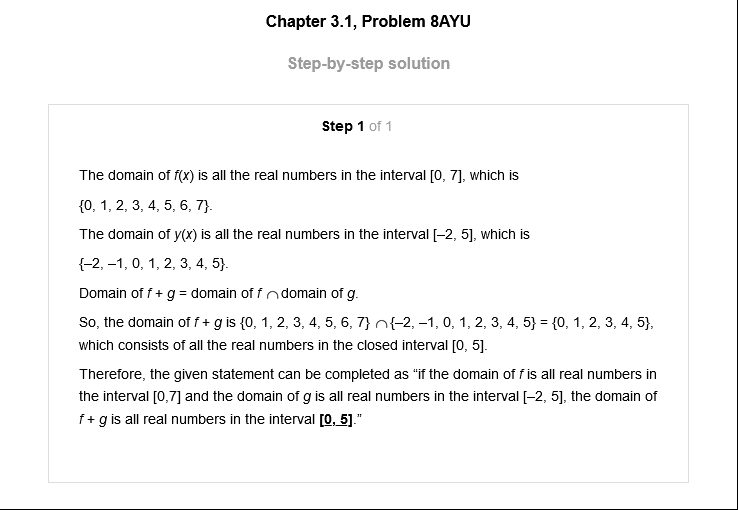 Chapter 3.1, Problem 8AYU
Step-by-step solution
Step 1 of 1
The domain of f(x) is all the real numbers in the interval [0, 7], which is
{0, 1, 2, 3, 4, 5, 6, 7}.
The domain of y(x) is all the real numbers in the interval [–2, 5], which is
{–2, –1, 0, 1, 2, 3, 4, 5}.
Domain of f + g = domain of f ∩ domain of g.
So, the domain of f + g is {0, 1, 2, 3, 4, 5, 6, 7} ∩ {–2, –1, 0, 1, 2, 3, 4, 5} = {0, 1, 2, 3, 4, 5},
which consists of all the real numbers in the closed interval [0, 5].
Therefore, the given statement can be completed as “if the domain of f is all real numbers in
the interval [0,7] and the domain of g is all real numbers in the interval [–2, 5], the domain of
f + g is all real numbers in the interval [0, 5].”